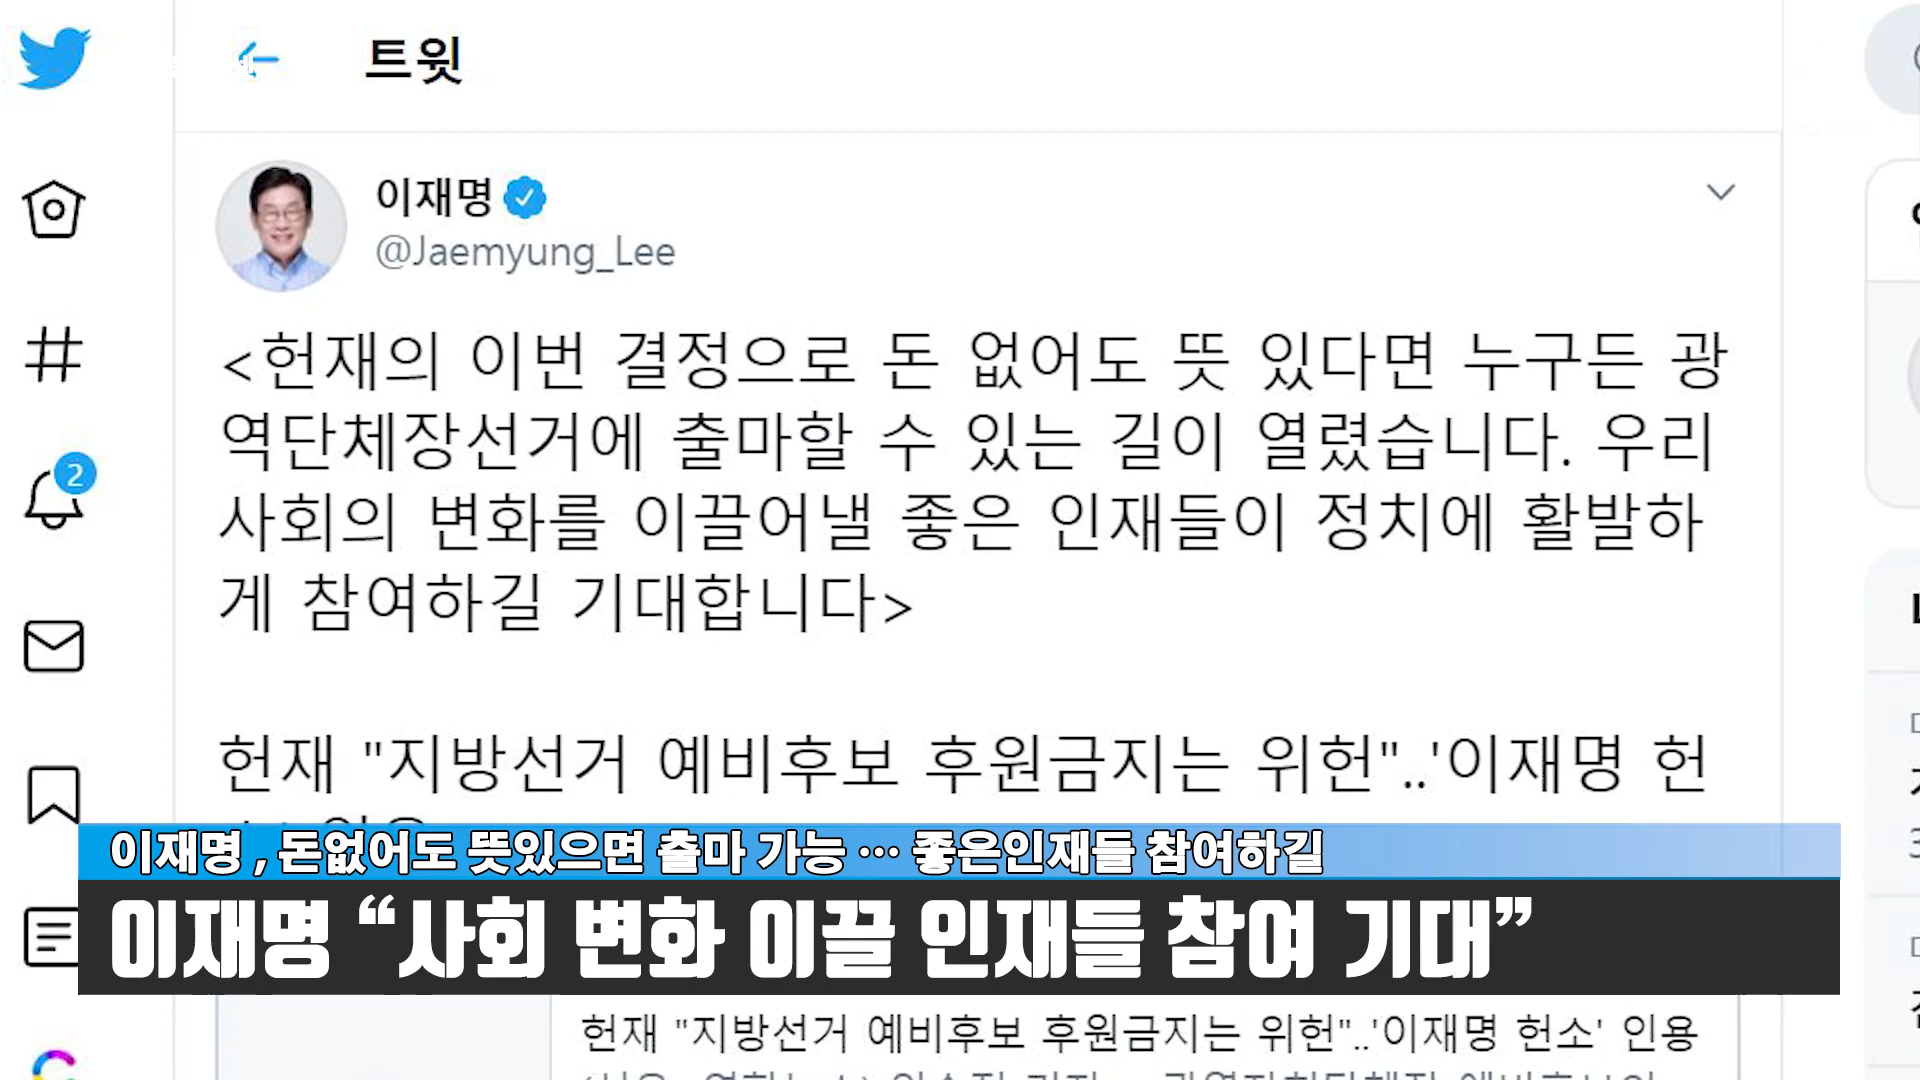 트윗
이재명
@Jaemyung_Lee
<헌재의 이번 결정으로 돈 없어도 뜻 있다면 누구든 광
역단체장선거에 출마할 수 있는 길이 열렸습니다. 우리
2
사회의 변화를 이끌어낼 좋은 인재들이 정치에 활발하
게 참여하길 기대합니다>
헌재 "지방선거 예비후보 후원금지는 위헌"..'이재명 헌
이재명 , 돈없어도 뜻있으면 출마 가능 … 좋은인재들 참여하길
이재명 “사회 변화 이끌 인재들 참여 기대”
헌재 "지방선거 예비후보 후원금지는 위헌"..'이재명 헌소' 인용